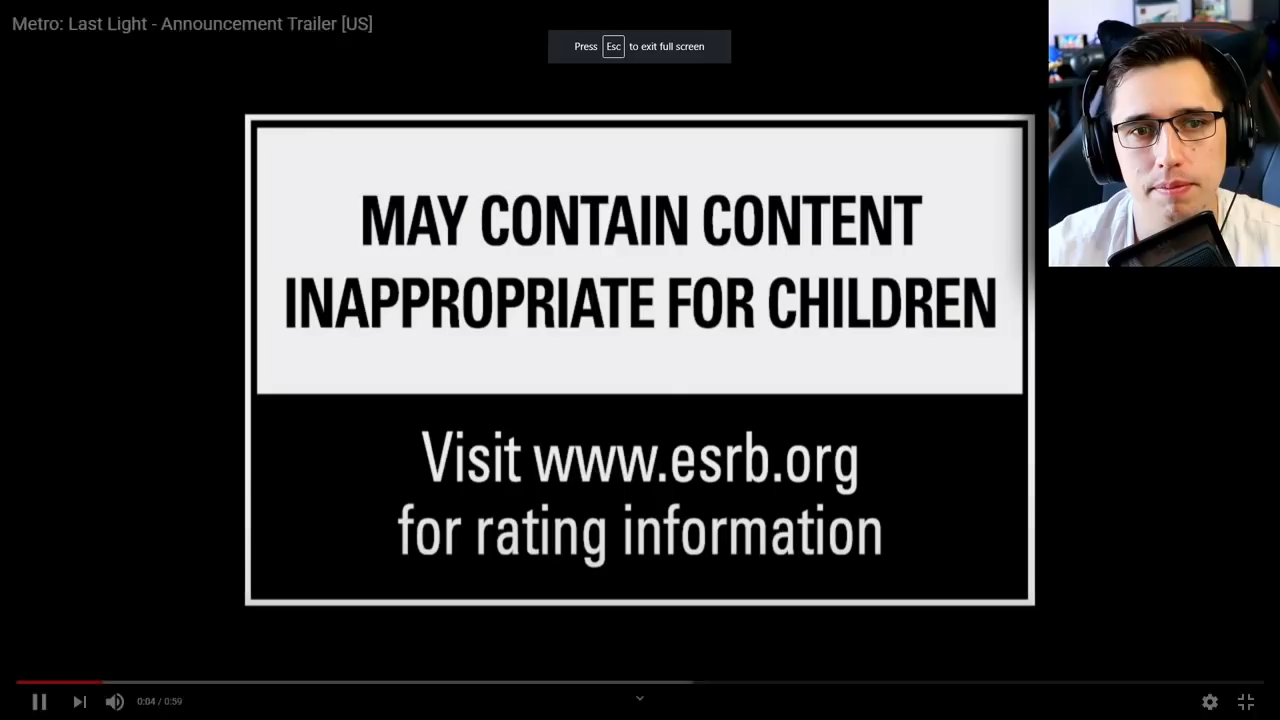 Metro: Last Light - Announcement Trailer [US]
Press Esc to exit full screen
MAY CONTAIN CONTENT
INAPPROPRIATE FOR CHILDREN
Visit www.esrb.org
for rating information
0:04 / 0:59